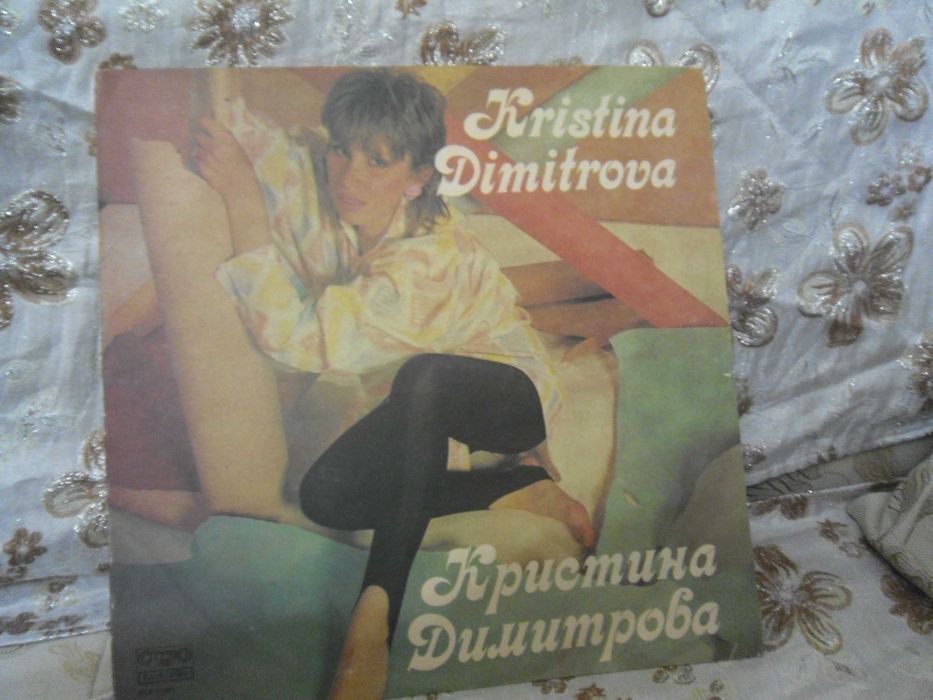 Kristina
Dimitrova
Кристина
Димитрова